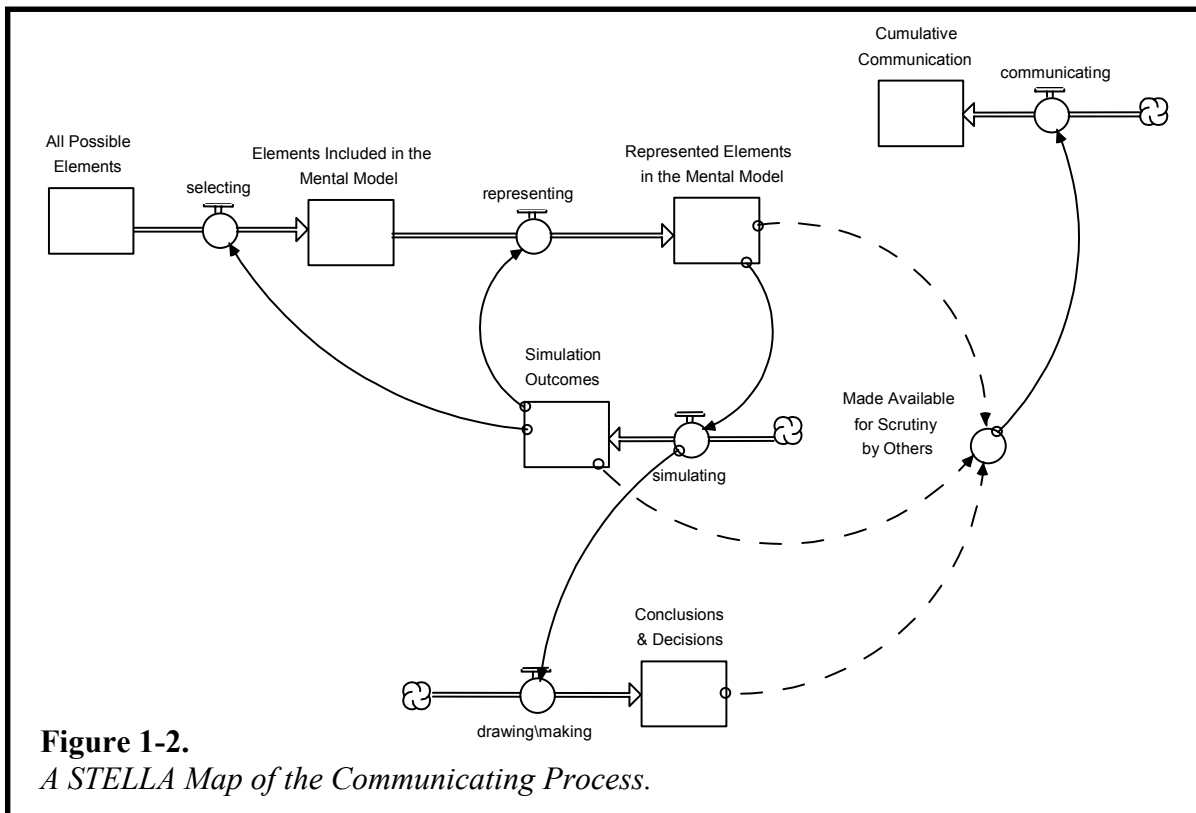 Cumulative
Communication
communicating
All Possible
Elements
selecting
Elements Included in the
Mental Model
representing
Represented Elements
in the Mental Model
Simulation
Outcomes
simulating
Made Available
for Scrutiny
by Others
Conclusions
& Decisions
drawing\making
Figure 1-2.
A STELLA Map of the Communicating Process.